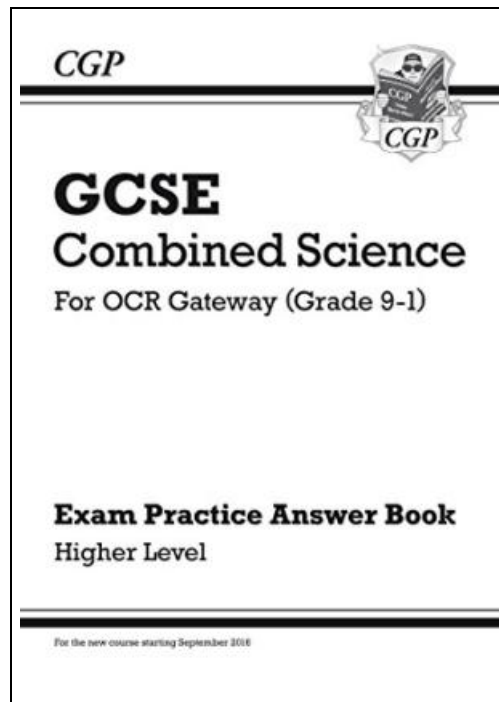 CGP
CGP
CGP
GCSE
Combined Science
For OCR Gateway (Grade 9-1)
Exam Practice Answer Book
Higher Level
For the new course starting September 2016